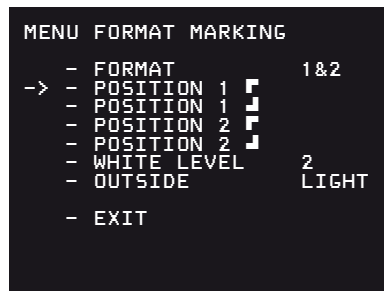 MENU FORMAT MARKING
- FORMAT 1&2
-> - POSITION 1 ┏
- POSITION 1 ┛
- POSITION 2 ┏
- POSITION 2 ┛
- WHITE LEVEL 2
- OUTSIDE LIGHT
- EXIT